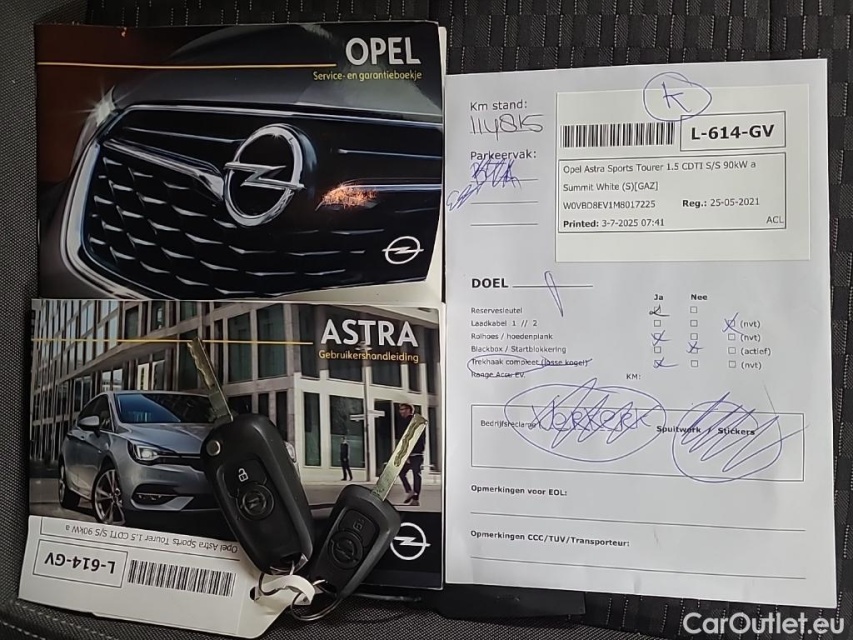 OPEL
Service- en garantieboekje
ASTRA
Gebruikershandleiding
Opel Astra Sports Tourer 1.5 CDTI S/S 90kW a
L-614-GV
Km stand:
114815
Parkeervak:
K
L-614-GV
Opel Astra Sports Tourer 1.5 CDTI S/S 90kW a
Summit White (S)[GAZ]
W0VBD8EV1M8017225 Reg.: 25-05-2021
Printed: 3-7-2025 07:41 ACL
DOEL
Ja Nee
Reservesleutel
Laadkabel 1 // 2 (nvt)
Rolhoes / hoedenplank (nvt)
Blackbox / Startblokkering (actief)
Trekhaak compleet (losse kogel) (nvt)
Range Accu EV: KM:
Bedrijfsreclame Spuitwerk / Stickers
Opmerkingen voor EOL:
Opmerkingen CCC/TUV/Transporteur:
CarOutlet.eu